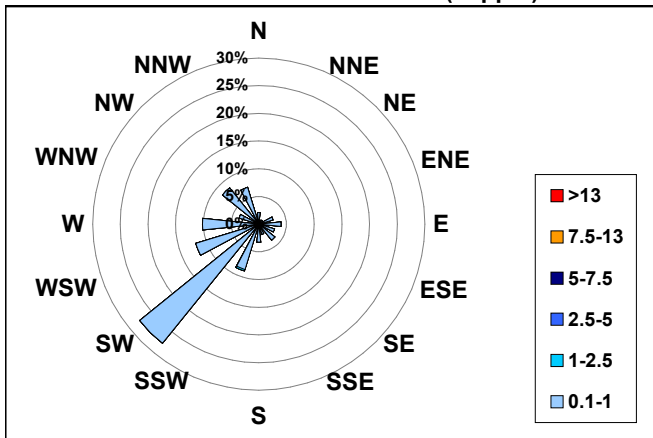 N
NNE
NE
ENE
E
ESE
SE
SSE
S
SSW
SW
WSW
W
WNW
NW
NNW
30%
25%
20%
15%
10%
5%
0%
>13
7.5-13
5-7.5
2.5-5
1-2.5
0.1-1